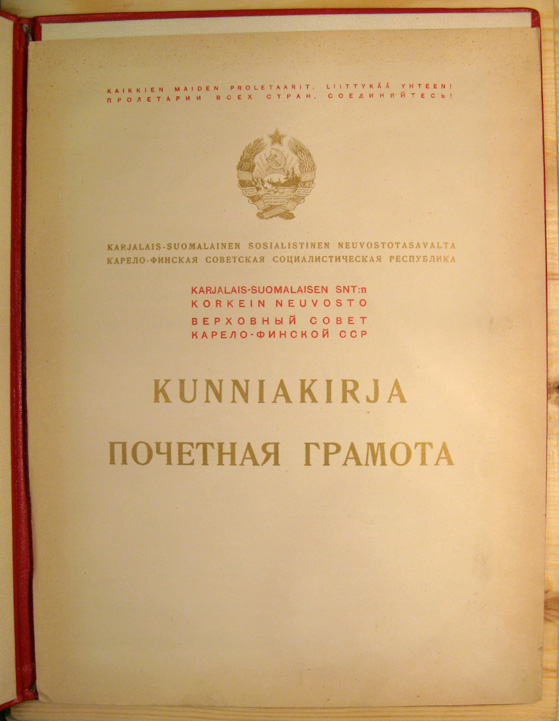 KAIKKIEN MAIDEN PROLETAARIT, LIITTYKÄÄ YHTEEN!
ПРОЛЕТАРИИ ВСЕХ СТРАН, СОЕДИНЯЙТЕСЬ!
KARJALAIS-SUOMALAINEN SOSIALISTINEN NEUVOSTOTASAVALTA
КАРЕЛО-ФИНСКАЯ СОВЕТСКАЯ СОЦИАЛИСТИЧЕСКАЯ РЕСПУБЛИКА
KARJALAIS-SUOMALAISEN SNT:n
KORKEIN NEUVOSTO
ВЕРХОВНЫЙ СОВЕТ
КАРЕЛО-ФИНСКОЙ ССР
KUNNIAKIRJA
ПОЧЕТНАЯ ГРАМОТА